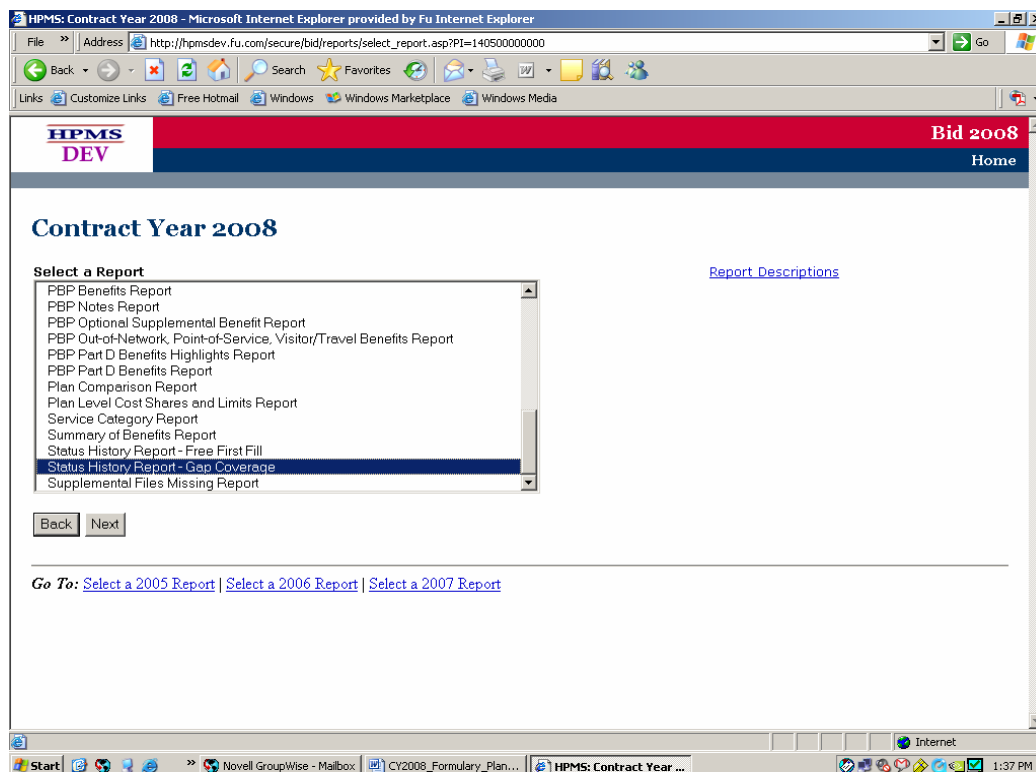 HPMS: Contract Year 2008 - Microsoft Internet Explorer provided by Fu Internet Explorer
File » Address http://hpmsdev.fu.com/secure/bid/reports/select_report.asp?PI=140500000000 Go
Back Search Favorites
Links Customize Links Free Hotmail Windows Windows Marketplace Windows Media
HPMS
DEV
Bid 2008
Home
Contract Year 2008
Select a Report
Report Descriptions
PBP Benefits Report
PBP Notes Report
PBP Optional Supplemental Benefit Report
PBP Out-of-Network, Point-of-Service, Visitor/Travel Benefits Report
PBP Part D Benefits Highlights Report
PBP Part D Benefits Report
Plan Comparison Report
Plan Level Cost Shares and Limits Report
Service Category Report
Summary of Benefits Report
Status History Report - Free First Fill
Status History Report - Gap Coverage
Supplemental Files Missing Report
Back Next
Go To: Select a 2005 Report | Select a 2006 Report | Select a 2007 Report
Internet
Start » Novell GroupWise - Mailbox CY2008_Formulary_Plan... HPMS: Contract Year ... 1:37 PM